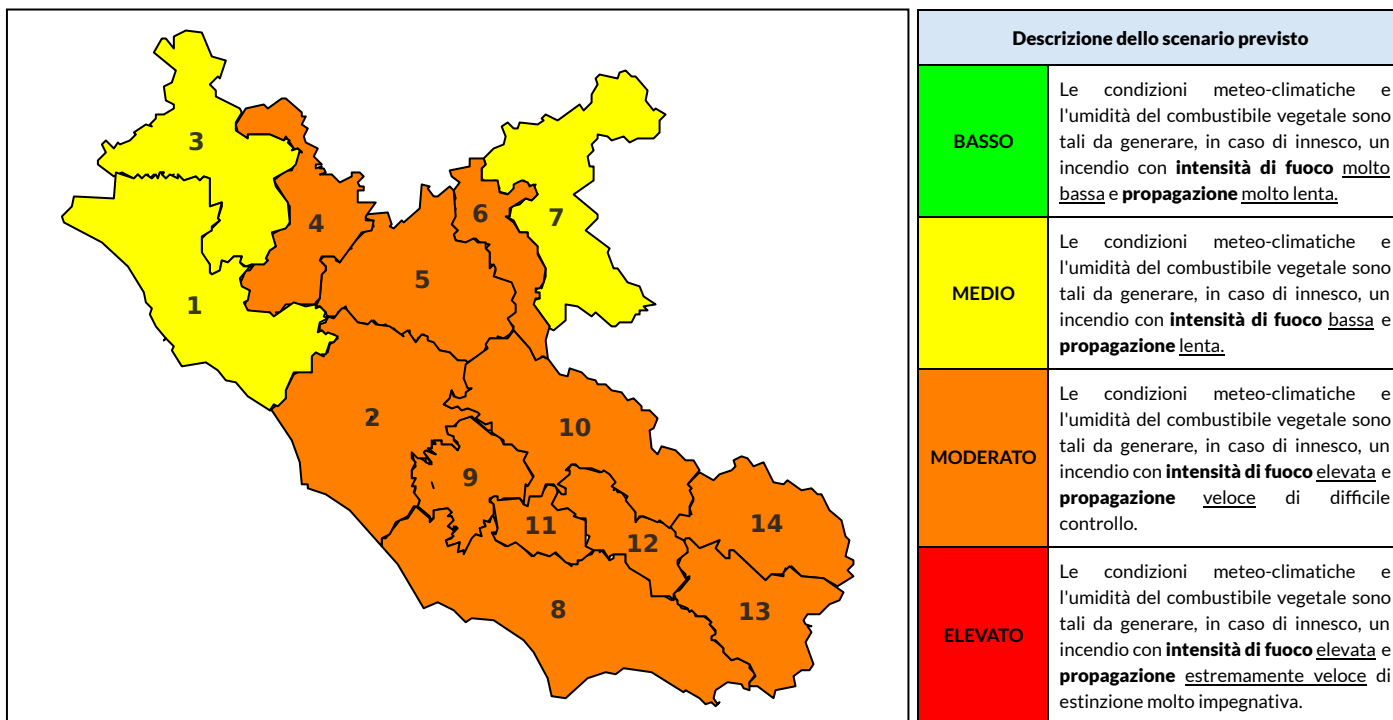 3
4
6
7
5
1
2
10
9
11
12
14
8
13
Descrizione dello scenario previsto
BASSO
Le condizioni meteo-climatiche e
l'umidità del combustibile vegetale sono
tali da generare, in caso di innesco, un
incendio con intensità di fuoco molto
bassa e propagazione molto lenta.
MEDIO
Le condizioni meteo-climatiche e
l'umidità del combustibile vegetale sono
tali da generare, in caso di innesco, un
incendio con intensità di fuoco bassa e
propagazione lenta.
MODERATO
Le condizioni meteo-climatiche e
l'umidità del combustibile vegetale sono
tali da generare, in caso di innesco, un
incendio con intensità di fuoco elevata e
propagazione veloce di difficile
controllo.
ELEVATO
Le condizioni meteo-climatiche e
l'umidità del combustibile vegetale sono
tali da generare, in caso di innesco, un
incendio con intensità di fuoco elevata e
propagazione estremamente veloce di
estinzione molto impegnativa.